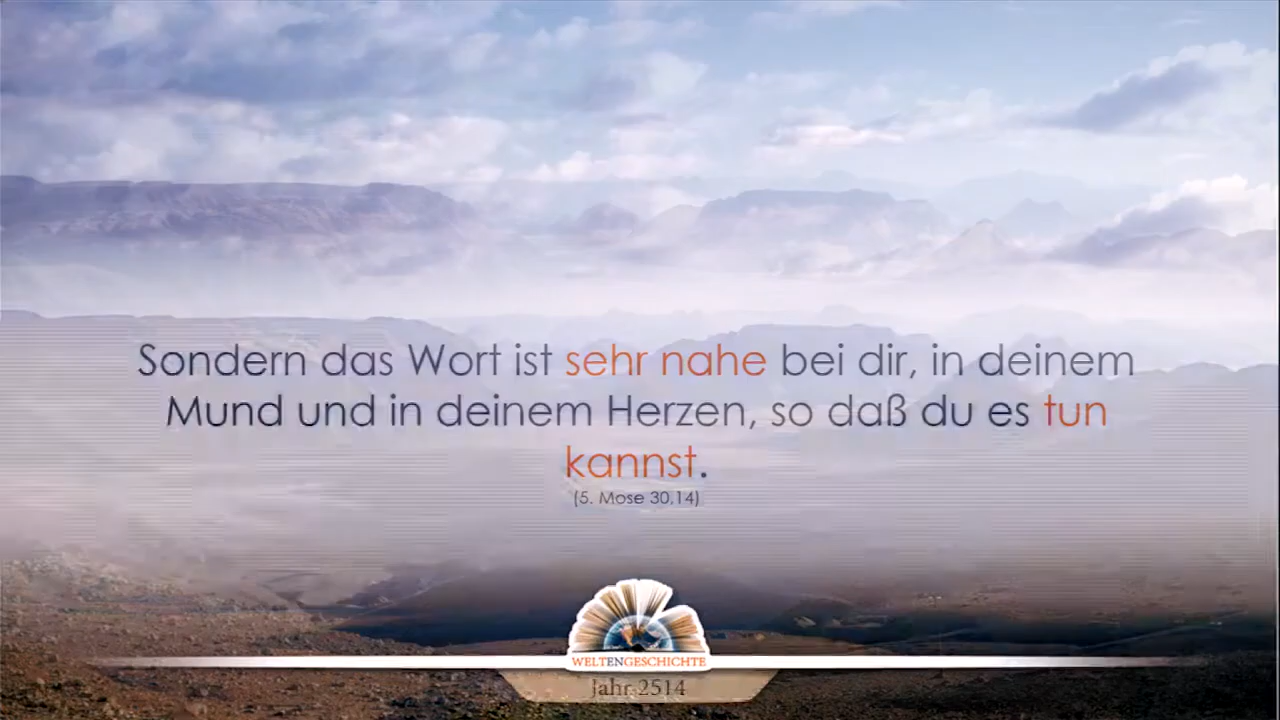 Sondern das Wort ist sehr nahe bei dir, in deinem
Mund und in deinem Herzen, so daß du es tun
kannst.
(5. Mose 30,14)
WELTENGESCHICHTE
Jahr 2514